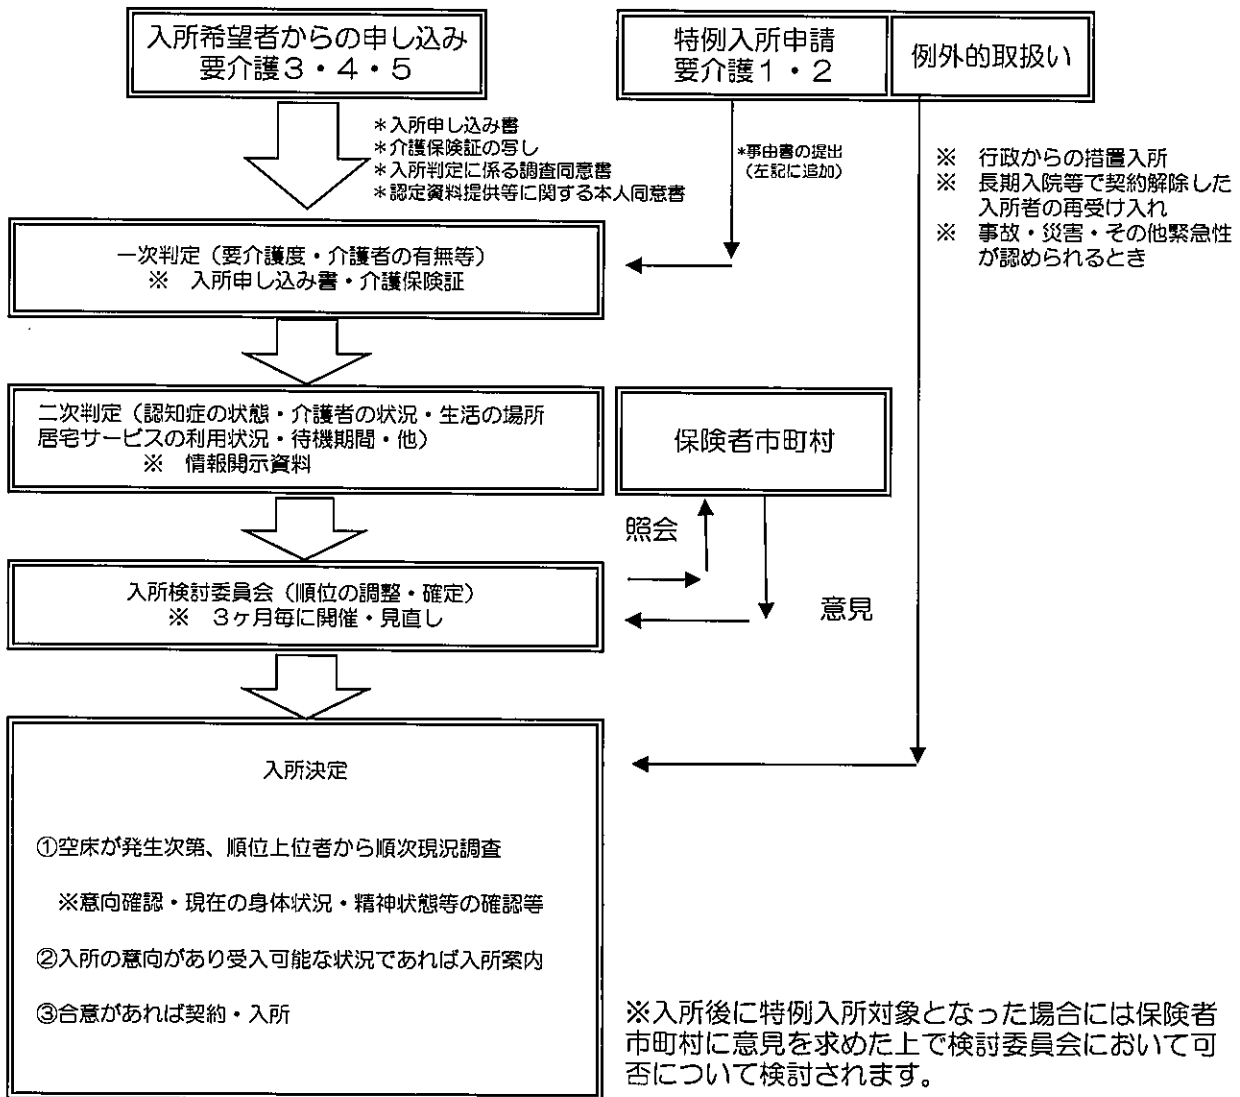 入所希望者からの申し込み
要介護３・４・５
特例入所申請
要介護１・２
例外的取扱い
＊入所申し込み書
＊介護保険証の写し
＊入所判定に係る調査同意書
＊認定資料提供等に関する本人同意書
*事由書の提出
（左記に追加）
※　行政からの措置入所
※　長期入院等で契約解除した
入所者の再受け入れ
※　事故・災害・その他緊急性
が認められるとき
一次判定（要介護度・介護者の有無等）
※　入所申し込み書・介護保険証
二次判定（認知症の状態・介護者の状況・生活の場所
居宅サービスの利用状況・待機期間・他）
※　情報開示資料
保険者市町村
照会
意見
入所検討委員会（順位の調整・確定）
※　３ヶ月毎に開催・見直し
入所決定
①空床が発生次第、順位上位者から順次現況調査
※意向確認・現在の身体状況・精神状態等の確認等
②入所の意向があり受入可能な状況であれば入所案内
③合意があれば契約・入所
※入所後に特例入所対象となった場合には保険者
市町村に意見を求めた上で検討委員会において可
否について検討されます。